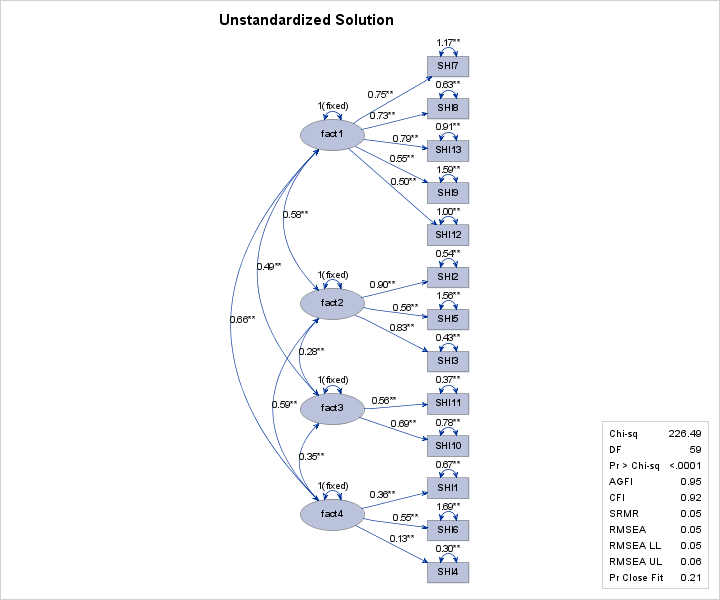 Unstandardized Solution
1.17**
SHI7
0.75**
0.63**
SHI8
1(fixed)
0.73**
fact1
0.91**
0.79**
SHI13
0.55**
1.59**
0.50**
SHI9
1.00**
0.58**
SHI12
0.54**
0.49**
1(fixed)
SHI2
0.90**
fact2
1.56**
0.56**
SHI5
0.66**
0.83**
0.43**
0.28**
SHI3
1(fixed)
0.37**
0.59**
0.56**
SHI11
fact3
0.78**
0.69**
SHI10
0.35**
0.67**
1(fixed)
SHI1
0.36**
fact4
1.69**
0.55**
SHI6
0.13**
0.30**
SHI4
Chi-sq 226.49
DF 59
Pr > Chi-sq <.0001
AGFI 0.95
CFI 0.92
SRMR 0.05
RMSEA 0.05
RMSEA LL 0.05
RMSEA UL 0.06
Pr Close Fit 0.21